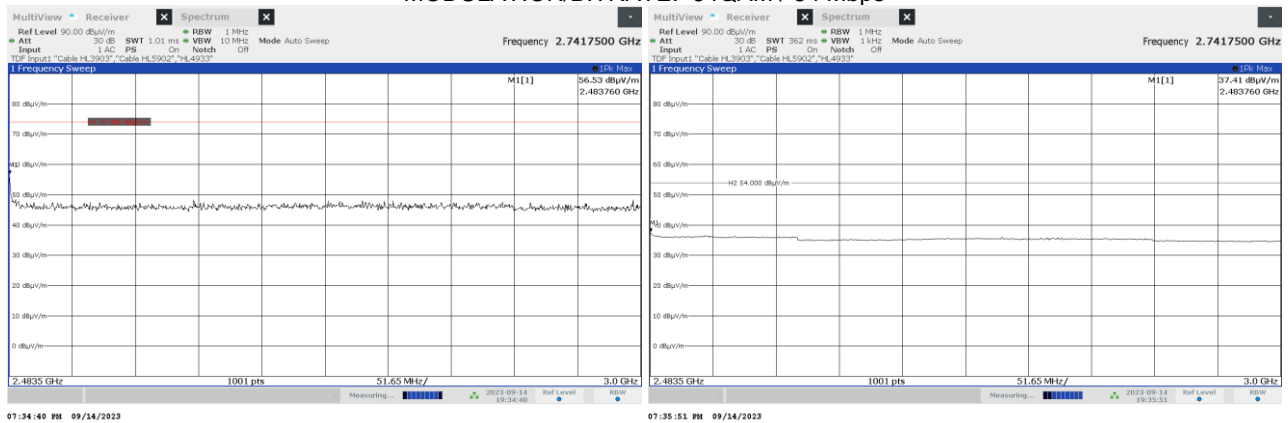 MODULATION/BITRATE: 64QAM / 54 Mbps
MultiView Receiver Spectrum
Ref Level 90.00 dBµV/m RBW 1 MHz
Att 30 dB SWT 1.01 ms VBW 10 MHz Mode Auto Sweep Frequency 2.7417500 GHz
Input 1 AC PS On Notch Off
TDF Input1 "Cable HL3903","Cable HL5902","HL4933"
1 Frequency Sweep 1Pk Max
M1[1] 56.53 dBµV/m
2.483760 GHz
80 dBµV/m
70 dBµV/m
50 dBµV/m
40 dBµV/m
30 dBµV/m
20 dBµV/m
10 dBµV/m
0 dBµV/m
2.4835 GHz 1001 pts 51.65 MHz/ 3.0 GHz
Measuring... 2023-09-14 Ref Level RBW
19:34:40
07:34:40 PM 09/14/2023
MultiView Receiver Spectrum
Ref Level 90.00 dBµV/m RBW 1 MHz
Att 30 dB SWT 362 ms VBW 1 kHz Mode Auto Sweep Frequency 2.7417500 GHz
Input 1 AC PS On Notch Off
TDF Input1 "Cable HL3903","Cable HL5902","HL4933"
1 Frequency Sweep 1Pk Max
M1[1] 37.41 dBµV/m
2.483760 GHz
80 dBµV/m
70 dBµV/m
60 dBµV/m
H2 54.000 dBµV/m
50 dBµV/m
M1
30 dBµV/m
20 dBµV/m
10 dBµV/m
0 dBµV/m
2.4835 GHz 1001 pts 51.65 MHz/ 3.0 GHz
Measuring... 2023-09-14 Ref Level RBW
19:35:51
07:35:51 PM 09/14/2023